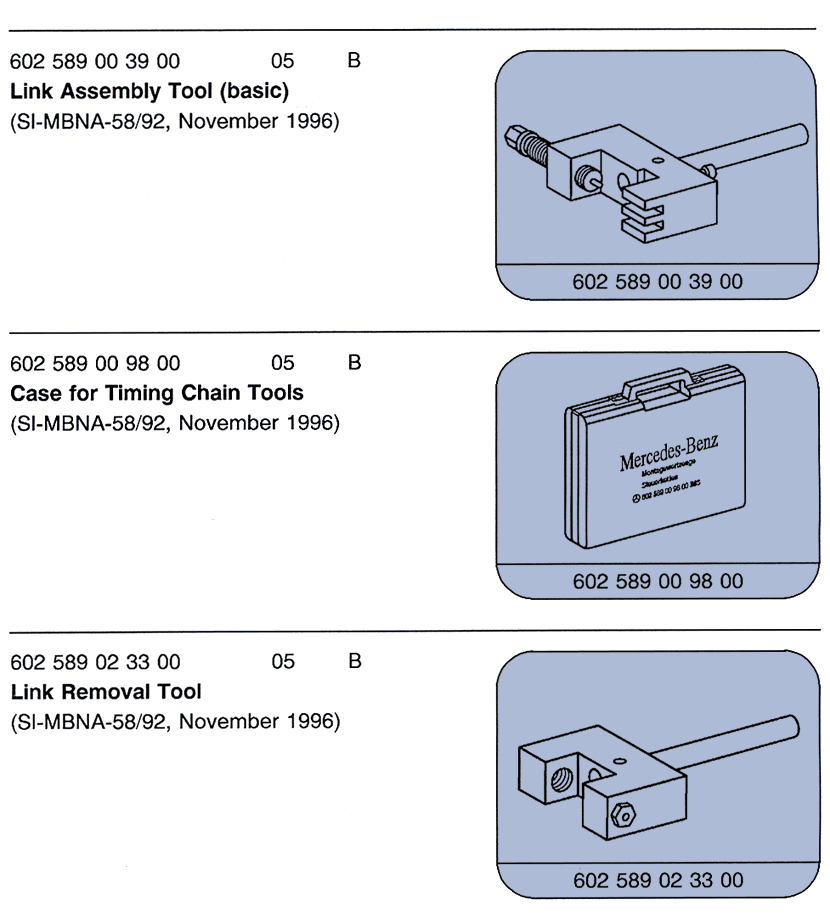 602 589 00 39 00 05 B
Link Assembly Tool (basic)
(SI-MBNA-58/92, November 1996)
602 589 00 39 00
602 589 00 98 00 05 B
Case for Timing Chain Tools
(SI-MBNA-58/92, November 1996)
Mercedes-Benz
602 589 00 98 00
602 589 00 98 00
602 589 02 33 00 05 B
Link Removal Tool
(SI-MBNA-58/92, November 1996)
602 589 02 33 00